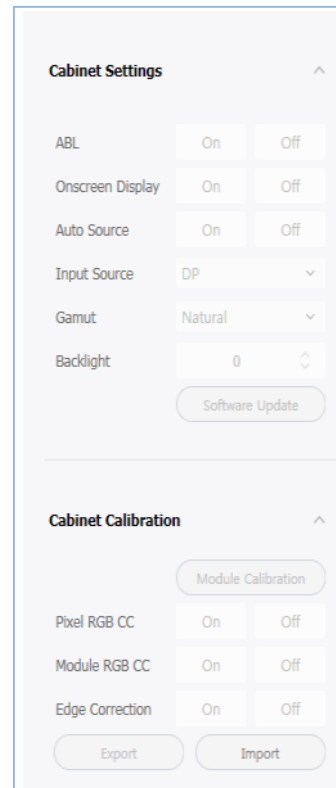 Cabinet Settings
ABL On Off
Onscreen Display On Off
Auto Source On Off
Input Source DP
Gamut Natural
Backlight 0
Software Update
Cabinet Calibration
Module Calibration
Pixel RGB CC On Off
Module RGB CC On Off
Edge Correction On Off
Export Import